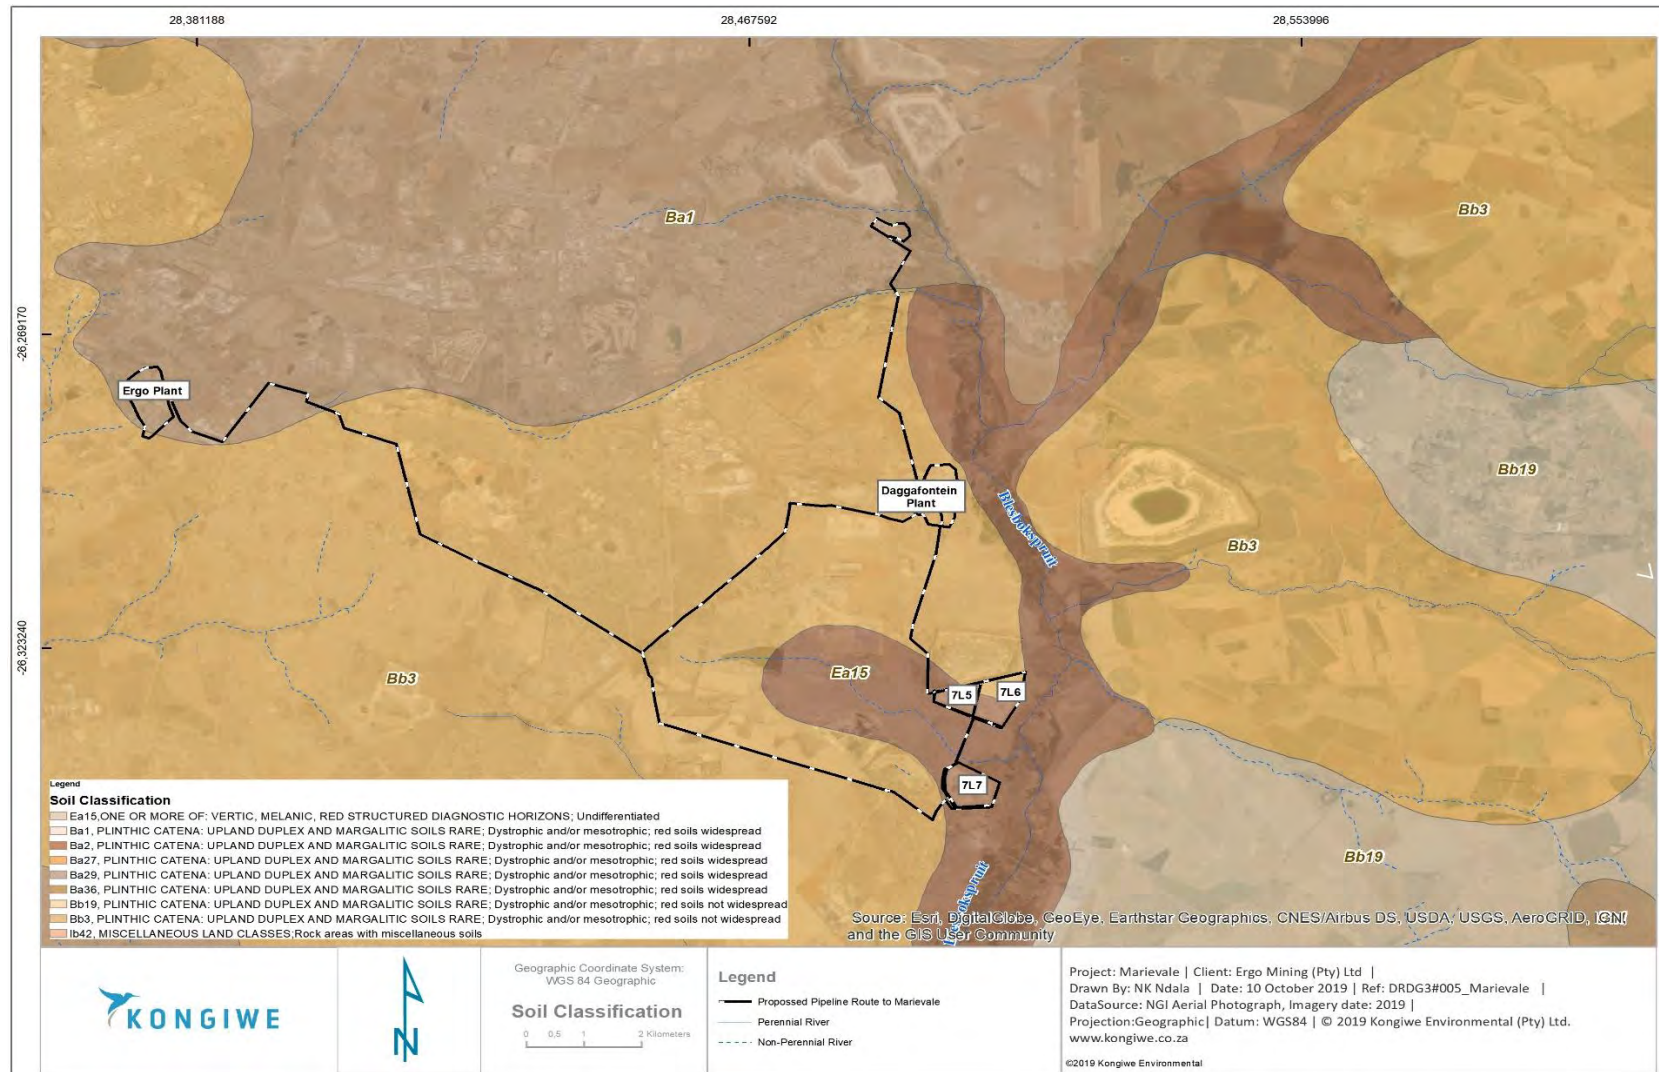 28,381188
28,467592
28,553996
-26,269170
-26,323240
Ba1
Bb3
Ergo Plant
Bb19
Daggafontein
Plant
Blesbokspruit
Bb3
Ea15
Bb3
7L5
7L6
7L7
Bb19
Blesbokspruit
Legend
Soil Classification
Ea15,ONE OR MORE OF: VERTIC, MELANIC, RED STRUCTURED DIAGNOSTIC HORIZONS; Undifferentiated
Ba1, PLINTHIC CATENA: UPLAND DUPLEX AND MARGALITIC SOILS RARE; Dystrophic and/or mesotrophic; red soils widespread
Ba2, PLINTHIC CATENA: UPLAND DUPLEX AND MARGALITIC SOILS RARE; Dystrophic and/or mesotrophic; red soils widespread
Ba27, PLINTHIC CATENA: UPLAND DUPLEX AND MARGALITIC SOILS RARE; Dystrophic and/or mesotrophic; red soils widespread
Ba29, PLINTHIC CATENA: UPLAND DUPLEX AND MARGALITIC SOILS RARE; Dystrophic and/or mesotrophic; red soils widespread
Ba36, PLINTHIC CATENA: UPLAND DUPLEX AND MARGALITIC SOILS RARE; Dystrophic and/or mesotrophic; red soils widespread
Bb19, PLINTHIC CATENA: UPLAND DUPLEX AND MARGALITIC SOILS RARE; Dystrophic and/or mesotrophic; red soils not widespread
Bb3, PLINTHIC CATENA: UPLAND DUPLEX AND MARGALITIC SOILS RARE; Dystrophic and/or mesotrophic; red soils not widespread
Ib42, MISCELLANEOUS LAND CLASSES;Rock areas with miscellaneous soils
Source: Esri, DigitalGlobe, GeoEye, Earthstar Geographics, CNES/Airbus DS, USDA, USGS, AeroGRID, IGN,
and the GIS User Community
KONGIWE
N
Geographic Coordinate System:
WGS 84 Geographic
Soil Classification
0 0,5 1 2 Kilometers
Legend
Propossed Pipeline Route to Marievale
Perennial River
Non-Perennial River
Project: Marievale | Client: Ergo Mining (Pty) Ltd |
Drawn By: NK Ndala | Date: 10 October 2019 | Ref: DRDG3#005_Marievale |
DataSource: NGI Aerial Photograph, Imagery date: 2019 |
Projection:Geographic| Datum: WGS84 | © 2019 Kongiwe Environmental (Pty) Ltd.
www.kongiwe.co.za
©2019 Kongiwe Environmental